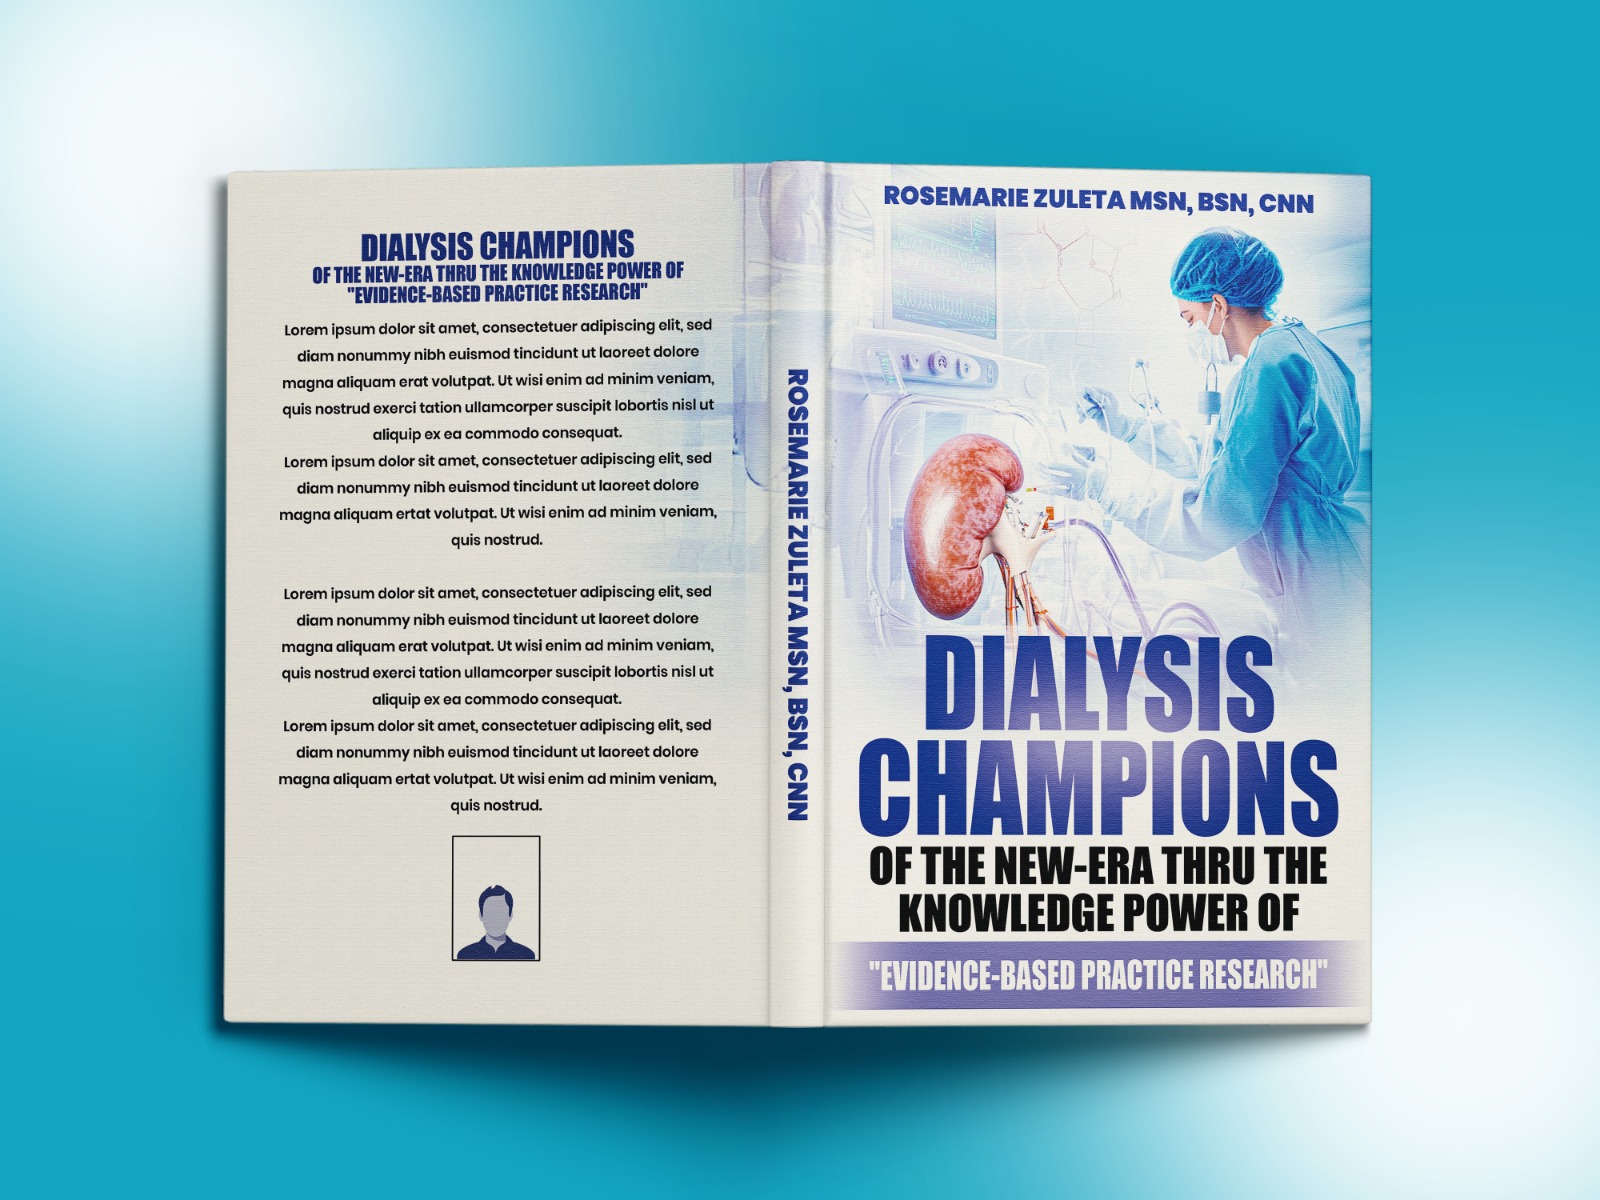 DIALYSIS CHAMPIONS
OF THE NEW-ERA THRU THE KNOWLEDGE POWER OF
"EVIDENCE-BASED PRACTICE RESEARCH"
Lorem ipsum dolor sit amet, consectetuer adipiscing elit, sed
diam nonummy nibh euismod tincidunt ut laoreet dolore
magna aliquam erat volutpat. Ut wisi enim ad minim veniam,
quis nostrud exerci tation ullamcorper suscipit lobortis nisl ut
aliquip ex ea commodo consequat.
Lorem ipsum dolor sit amet, consectetuer adipiscing elit, sed
diam nonummy nibh euismod tincidunt ut laoreet dolore
magna aliquam ertat volutpat. Ut wisi enim ad minim veniam,
quis nostrud.
Lorem ipsum dolor sit amet, consectetuer adipiscing elit, sed
diam nonummy nibh euismod tincidunt ut laoreet dolore
magna aliquam erat volutpat. Ut wisi enim ad minim veniam,
quis nostrud exerci tation ullamcorper suscipit lobortis nisl ut
aliquip ex ea commodo consequat.
Lorem ipsum dolor sit amet, consectetuer adipiscing elit, sed
diam nonummy nibh euismod tincidunt ut laoreet dolore
magna aliquam ertat volutpat. Ut wisi enim ad minim veniam,
quis nostrud.
ROSEMARIE ZULETA MSN, BSN, CNN
ROSEMARIE ZULETA MSN, BSN, CNN
DIALYSIS
CHAMPIONS
OF THE NEW-ERA THRU THE
KNOWLEDGE POWER OF
"EVIDENCE-BASED PRACTICE RESEARCH"